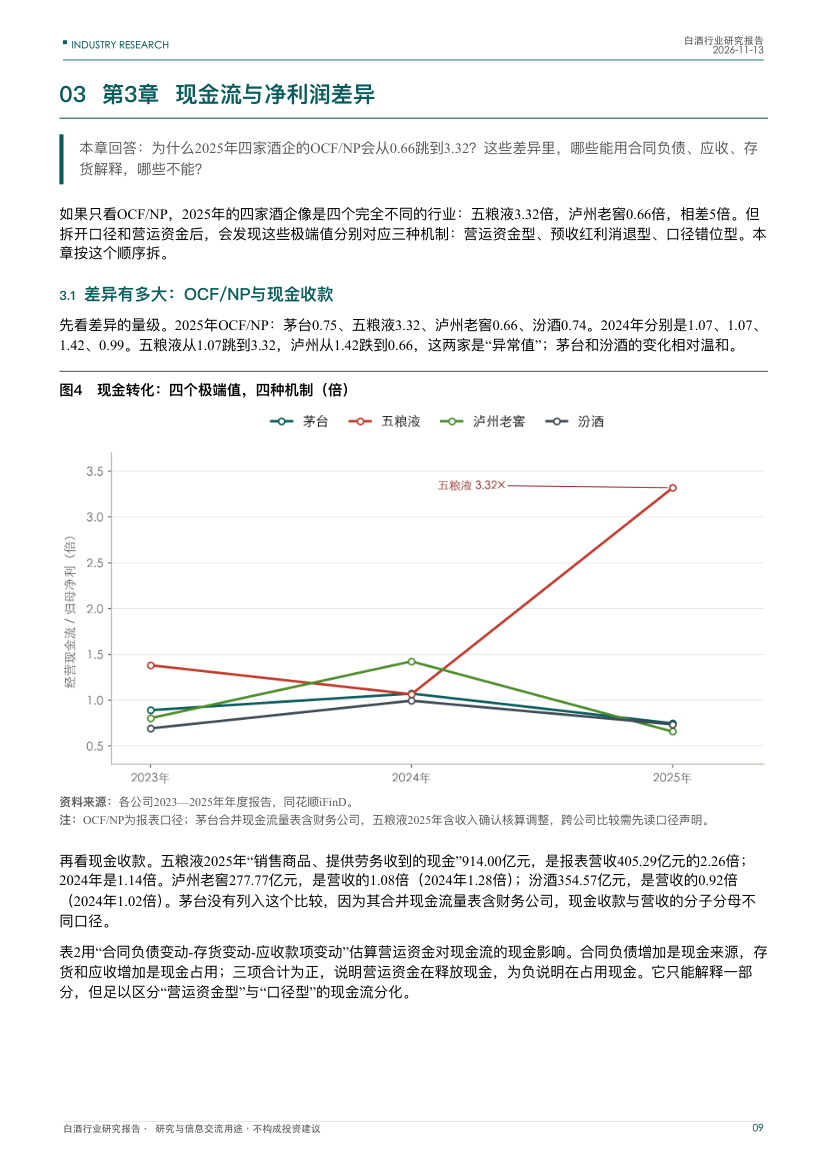 INDUSTRY RESEARCH
白酒行业研究报告
2026-11-13
03 第3章 现金流与净利润差异
本章回答：为什么2025年四家酒企的OCF/NP会从0.66跳到3.32？这些差异里，哪些能用合同负债、应收、存
货解释，哪些不能？
如果只看OCF/NP，2025年的四家酒企像是四个完全不同的行业：五粮液3.32倍，泸州老窖0.66倍，相差5倍。但
拆开口径和营运资金后，会发现这些极端值分别对应三种机制：营运资金型、预收红利消退型、口径错位型。本
章按这个顺序拆。
3.1 差异有多大：OCF/NP与现金收款
先看差异的量级。2025年OCF/NP：茅台0.75、五粮液3.32、泸州老窖0.66、汾酒0.74。2024年分别是1.07、1.07、
1.42、0.99。五粮液从1.07跳到3.32，泸州从1.42跌到0.66，这两家是“异常值”；茅台和汾酒的变化相对温和。
图4 现金转化：四个极端值，四种机制（倍）
茅台 五粮液 泸州老窖 汾酒
经营现金流 / 归母净利（倍）
3.5
3.0
2.5
2.0
1.5
1.0
0.5
五粮液 3.32×
2023年 2024年 2025年
资料来源：各公司2023—2025年年度报告，同花顺iFinD。
注：OCF/NP为报表口径；茅台合并现金流量表含财务公司，五粮液2025年含收入确认核算调整，跨公司比较需先读口径声明。
再看现金收款。五粮液2025年“销售商品、提供劳务收到的现金”914.00亿元，是报表营收405.29亿元的2.26倍；
2024年是1.14倍。泸州老窖277.77亿元，是营收的1.08倍（2024年1.28倍）；汾酒354.57亿元，是营收的0.92倍
（2024年1.02倍）。茅台没有列入这个比较，因为其合并现金流量表含财务公司，现金收款与营收的分子分母不
同口径。
表2用“合同负债变动-存货变动-应收款项变动”估算营运资金对现金流的现金影响。合同负债增加是现金来源，存
货和应收增加是现金占用；三项合计为正，说明营运资金在释放现金，为负说明在占用现金。它只能解释一部
分，但足以区分“营运资金型”与“口径型”的现金流分化。
白酒行业研究报告 · 研究与信息交流用途 · 不构成投资建议
09